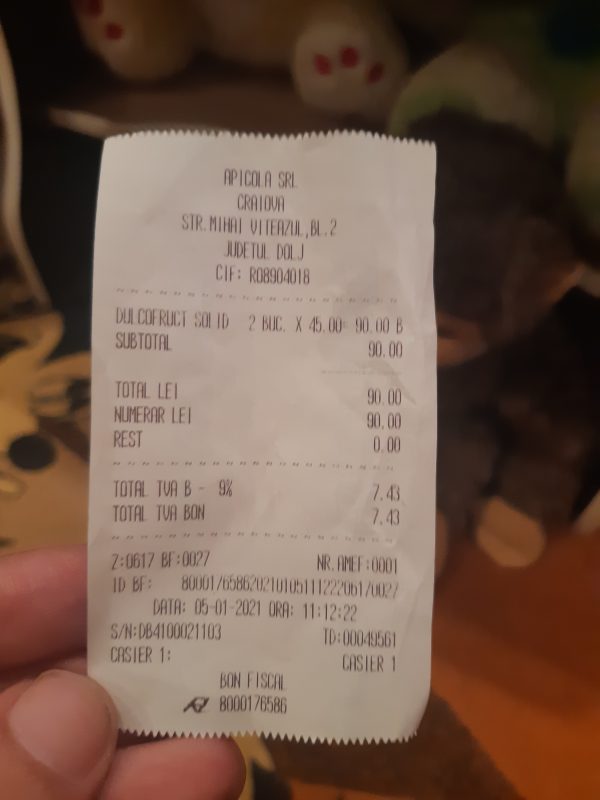 APICOLA SRL
CRAIOVA
STR.MIHAI VITEAZUL,BL.2
JUDETUL DOLJ
CIF: RO8904018
DULCOFRUCT SOLID 2 BUC. X 45.00= 90.00 B
SUBTOTAL 90.00
TOTAL LEI 90.00
NUMERAR LEI 90.00
REST 0.00
TOTAL TVA B - 9% 7.43
TOTAL TVA BON 7.43
Z:0617 BF:0027 NR.AMEF:0001
ID BF: 80001765862021010511122206170027
DATA: 05-01-2021 ORA: 11:12:22
S/N:DB4100021103 TD:00049561
CASIER 1: CASIER 1
BON FISCAL
8000176586